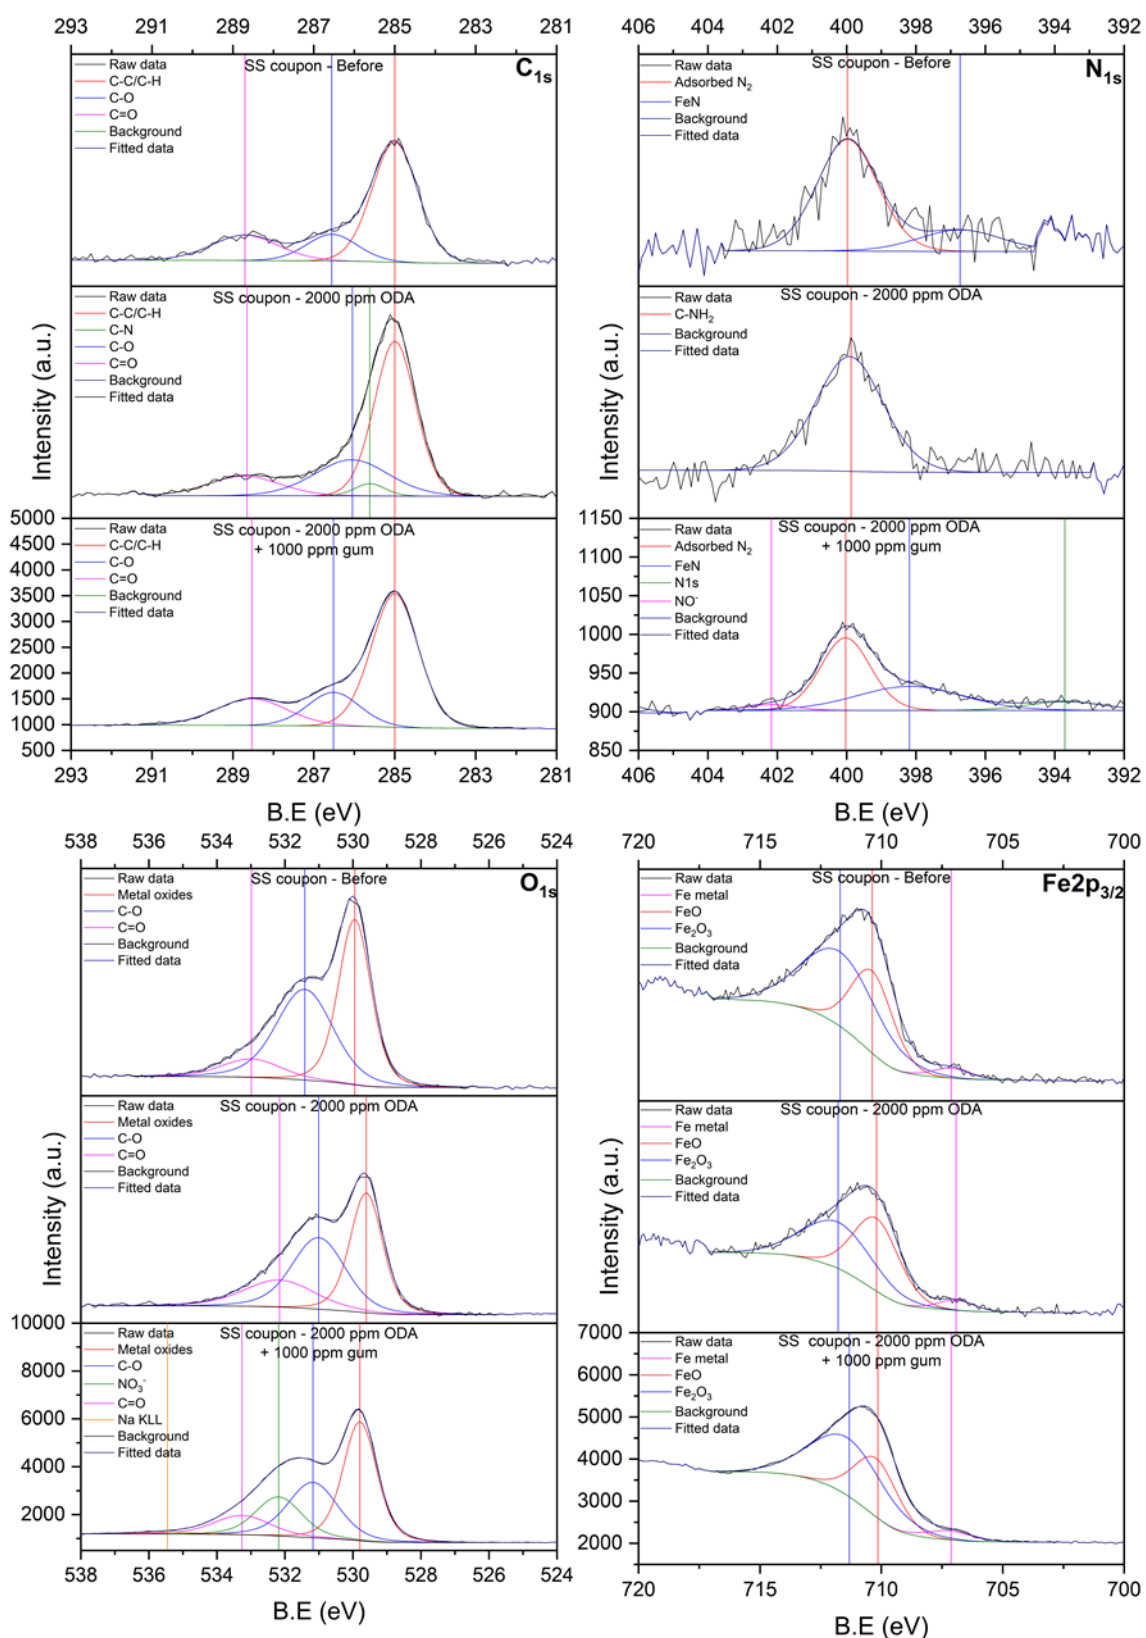 293 291 289 287 285 283 281
Raw data
C-C/C-H
C-O
C=O
Background
Fitted data
SS coupon - Before
C1s
Raw data
C-C/C-H
C-N
C-O
C=O
Background
Fitted data
SS coupon - 2000 ppm ODA
Raw data
C-C/C-H
C-O
C=O
Background
Fitted data
SS coupon - 2000 ppm ODA
+ 1000 ppm gum
5000
4500
3500
2700
2000
1500
1000
500
Intensity (a.u.)
293 291 289 287 285 283 281
B.E (eV)
406 404 402 400 398 396 394 392
Raw data
Adsorbed N2
FeN
Background
Fitted data
SS coupon - Before
N1s
Raw data
C-NH2
Background
Fitted data
SS coupon - 2000 ppm ODA
Raw data
Adsorbed N2
FeN
N1s
NO-
Background
Fitted data
SS coupon - 2000 ppm ODA
+ 1000 ppm gum
1150
1100
1050
1000
950
900
850
Intensity (a.u.)
406 404 402 400 398 396 394 392
B.E (eV)
538 536 534 532 530 528 526 524
Raw data
Metal oxides
C-O
C=O
Background
Fitted data
SS coupon - Before
O1s
Raw data
Metal oxides
C-O
C=O
Background
Fitted data
SS coupon - 2000 ppm ODA
Raw data
Metal oxides
C-O
NO3-
C=O
Na KLL
Background
Fitted data
SS coupon - 2000 ppm ODA
+ 1000 ppm gum
10000
8000
6000
4000
2000
Intensity (a.u.)
538 536 534 532 530 528 526 524
B.E (eV)
720 715 710 705 700
Raw data
Fe metal
FeO
Fe2O3
Background
Fitted data
SS coupon - Before
Fe2p3/2
Raw data
Fe metal
FeO
Fe2O3
Background
Fitted data
SS coupon - 2000 ppm ODA
Raw data
Fe metal
FeO
Fe2O3
Background
Fitted data
SS coupon - 2000 ppm ODA
+ 1000 ppm gum
7000
5000
4000
3000
2000
Intensity (a.u.)
720 715 710 705 700
B.E (eV)